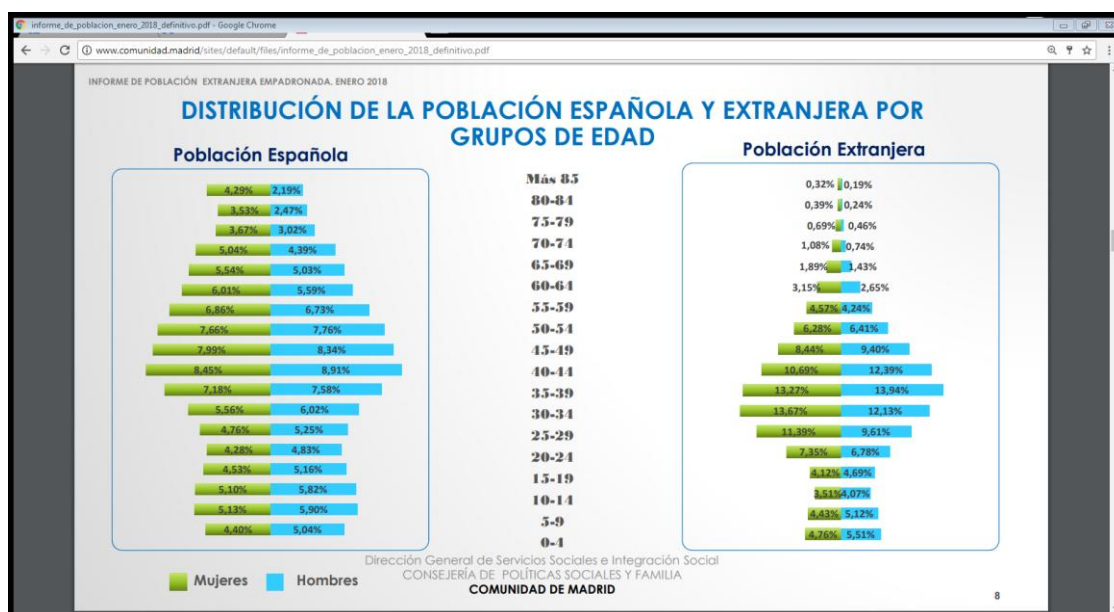 informe_de_poblacion_enero_2018_definitivo.pdf - Google Chrome
www.comunidad.madrid/sites/default/files/informe_de_poblacion_enero_2018_definitivo.pdf
INFORME DE POBLACIÓN EXTRANJERA EMPADRONADA. ENERO 2018
DISTRIBUCIÓN DE LA POBLACIÓN ESPAÑOLA Y EXTRANJERA POR
GRUPOS DE EDAD
Población Española
Población Extranjera
4,29% 2,19% Más 85 0,32% 0,19%
3,53% 2,47% 80-84 0,39% 0,24%
3,67% 3,02% 75-79 0,69% 0,46%
5,04% 4,39% 70-74 1,08% 0,74%
5,54% 5,03% 65-69 1,89% 1,43%
6,01% 5,59% 60-64 3,15% 2,65%
6,86% 6,73% 55-59 4,57% 4,24%
7,66% 7,76% 50-54 6,28% 6,41%
7,99% 8,34% 45-49 8,44% 9,40%
8,45% 8,91% 40-44 10,69% 12,39%
7,18% 7,58% 35-39 13,27% 13,94%
5,56% 6,02% 30-34 13,67% 12,13%
4,76% 5,25% 25-29 11,39% 9,61%
4,28% 4,83% 20-24 7,35% 6,78%
4,53% 5,16% 15-19 4,12% 4,69%
5,10% 5,82% 10-14 3,51% 4,07%
5,13% 5,90% 5-9 4,43% 5,12%
4,40% 5,04% 0-4 4,76% 5,51%
Dirección General de Servicios Sociales e Integración Social
CONSEJERÍA DE POLÍTICAS SOCIALES Y FAMILIA
COMUNIDAD DE MADRID
Mujeres Hombres
8